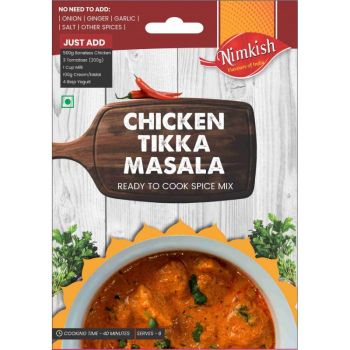 NO NEED TO ADD:
| ONION | GINGER | GARLIC |
| SALT | OTHER SPICES |
JUST ADD
500g Boneless Chicken
3 Tomatoes (200g)
1 Cup Milk
100g Cream/Malai
4 tbsp Yogurt
Nimkish
Flavours of India
CHICKEN
TIKKA
MASALA
READY TO COOK SPICE MIX
COOKING TIME - 40 MINUTES
SERVES - 6